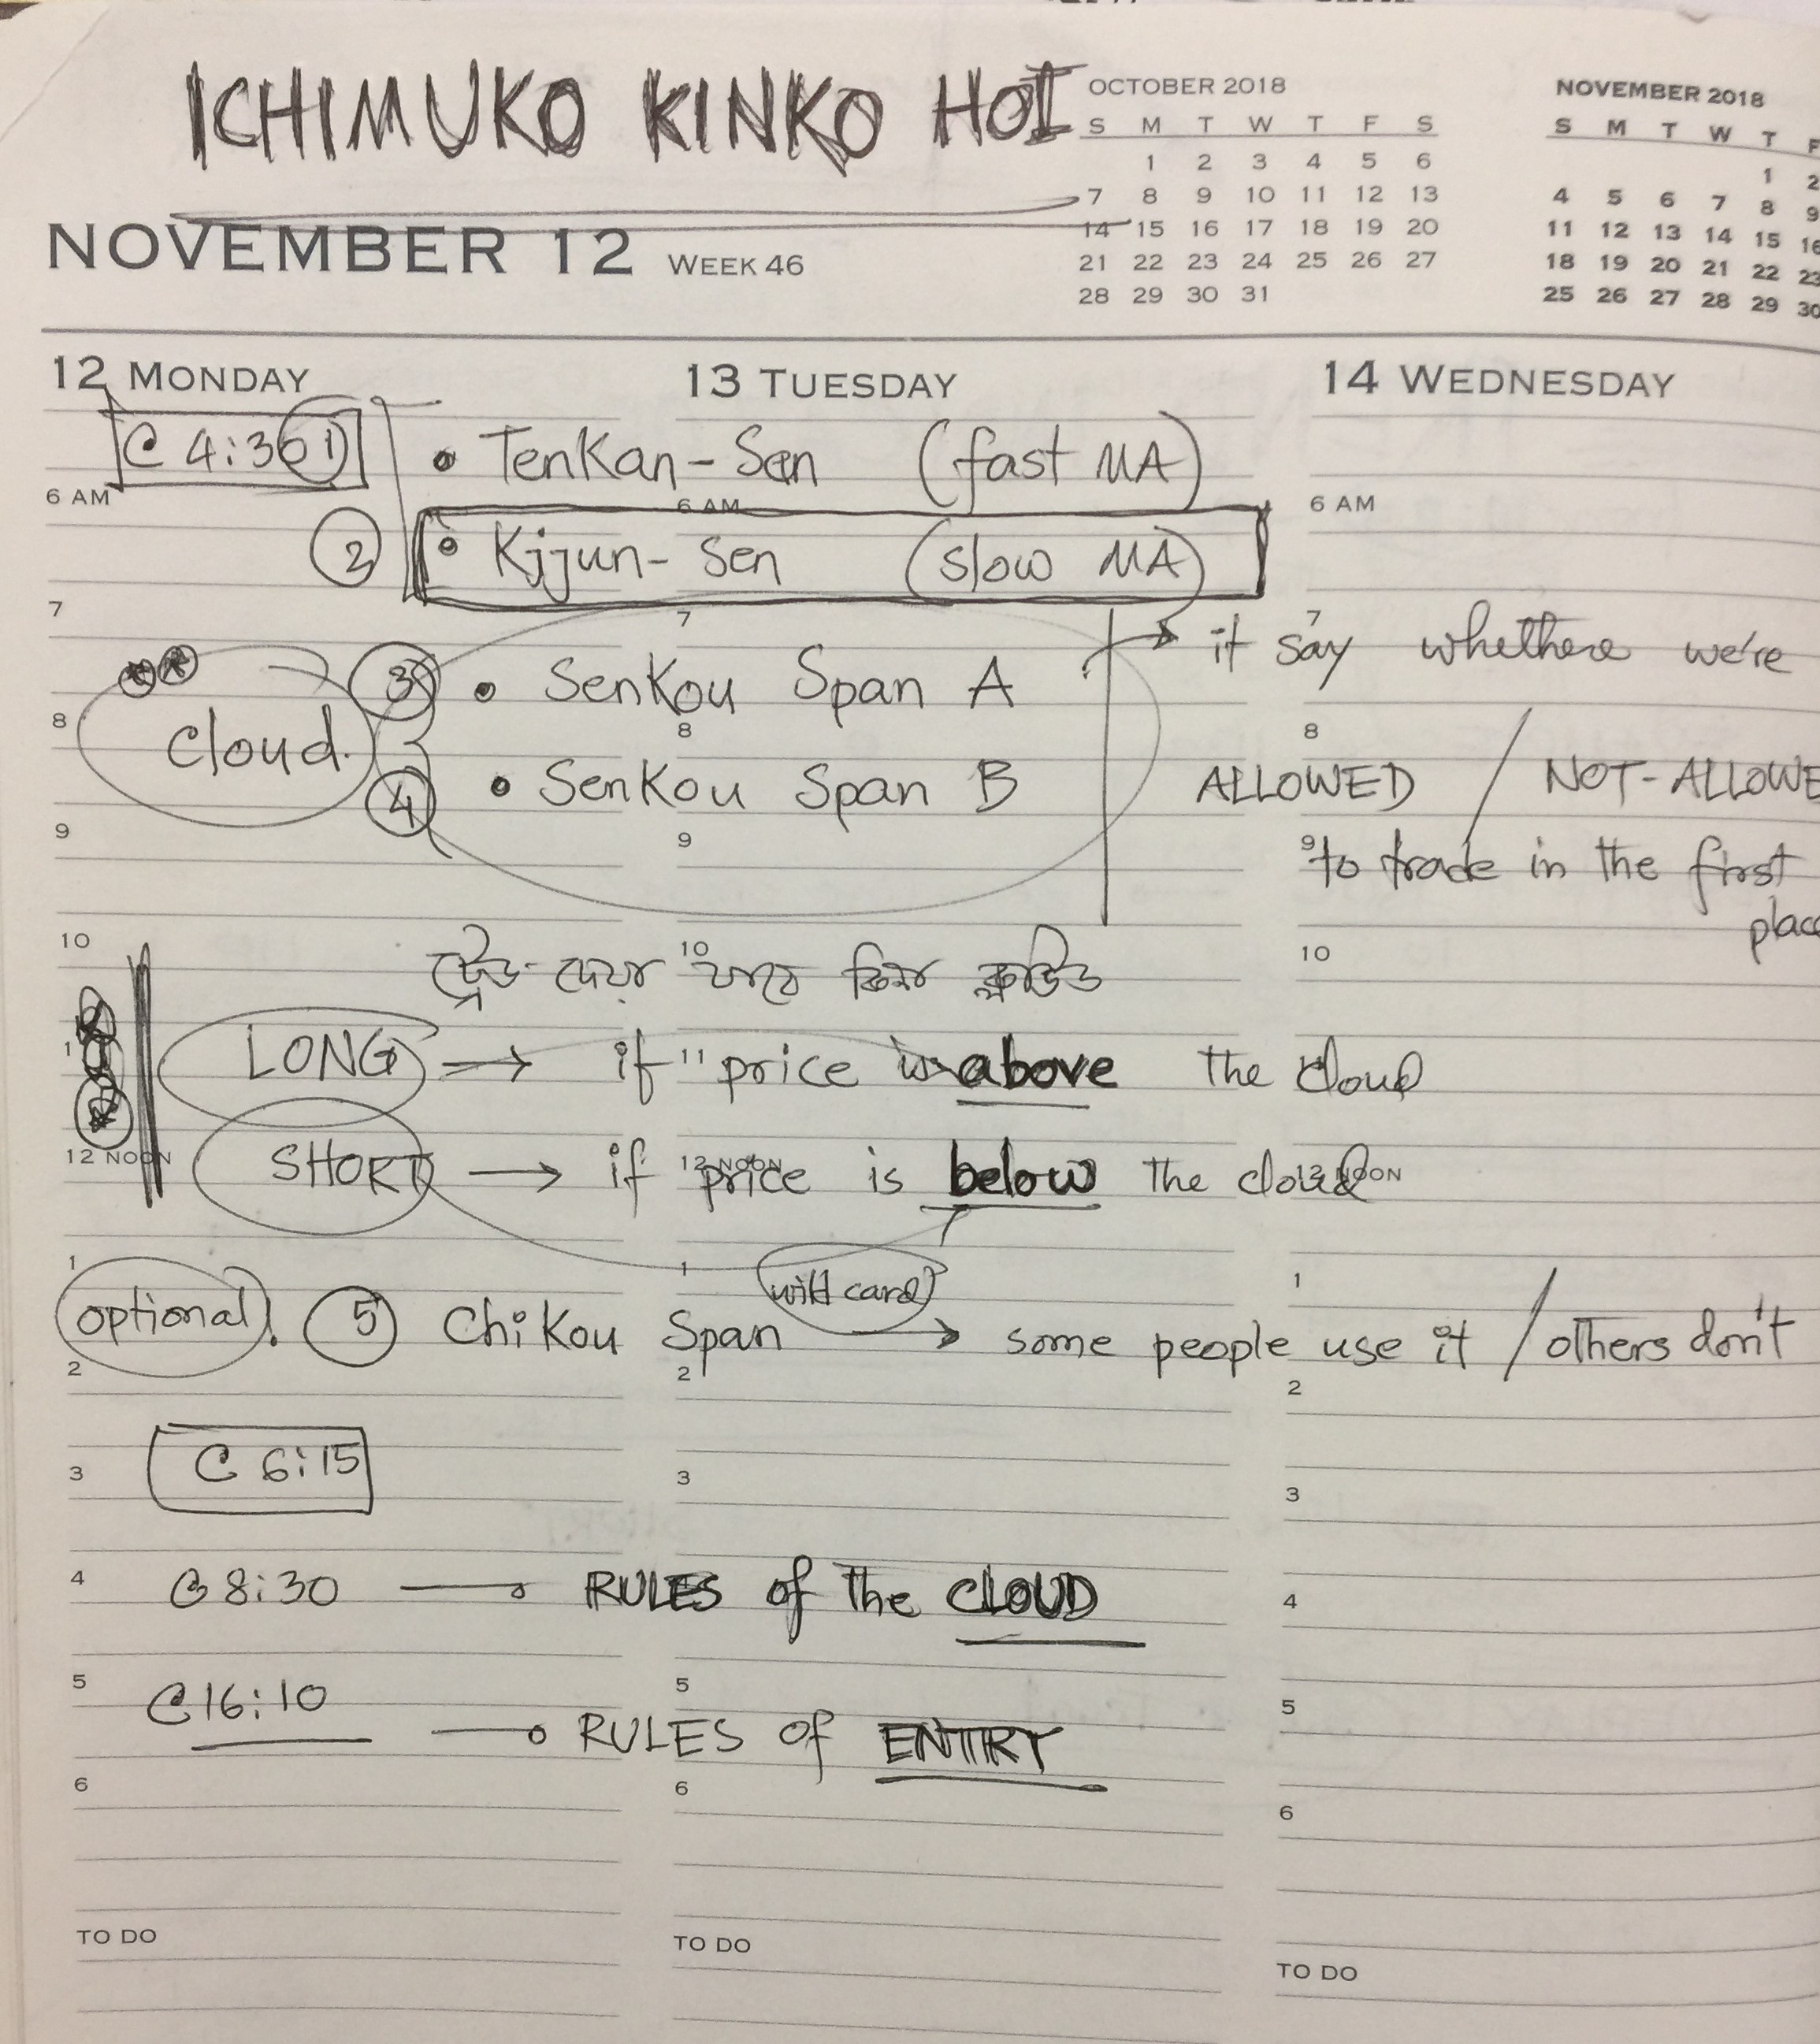 ICHIMUKO KINKO HOI
OCTOBER 2018
S M T W T F S
1 2 3 4 5 6
7 8 9 10 11 12 13
14 15 16 17 18 19 20
21 22 23 24 25 26 27
28 29 30 31
NOVEMBER 2018
S M T W T F
1 2
4 5 6 7 8 9
11 12 13 14 15 16
18 19 20 21 22 23
25 26 27 28 29 30
NOVEMBER 12 WEEK 46
12 MONDAY 13 TUESDAY 14 WEDNESDAY
@ 4:30 1 • TenKan-Sen (fast MA)
6 AM 6 AM 6 AM
2 • Kijun-Sen (slow MA)
7 7 7
it say whethere we're
3 • SenKou Span A
cloud.
8 8 8
4 • SenKou Span B ALLOWED / NOT-ALLOWE
9 9 9
to trade in the first
plac
10 10 10
ট্রেড
LONG → if price is above the cloud
11
12 NOON 12 NOON 12 NOON
SHORT → if price is below the cloud
1 1 1
wild card
optional! 5 ChiKou Span → some people use it / others don't
2 2 2
@ 6:15
3 3 3
@ 8:30 — RULES of the CLOUD
4 4
@ 16:10
5 5 5
RULES of ENTRY
6 6 6
TO DO TO DO TO DO